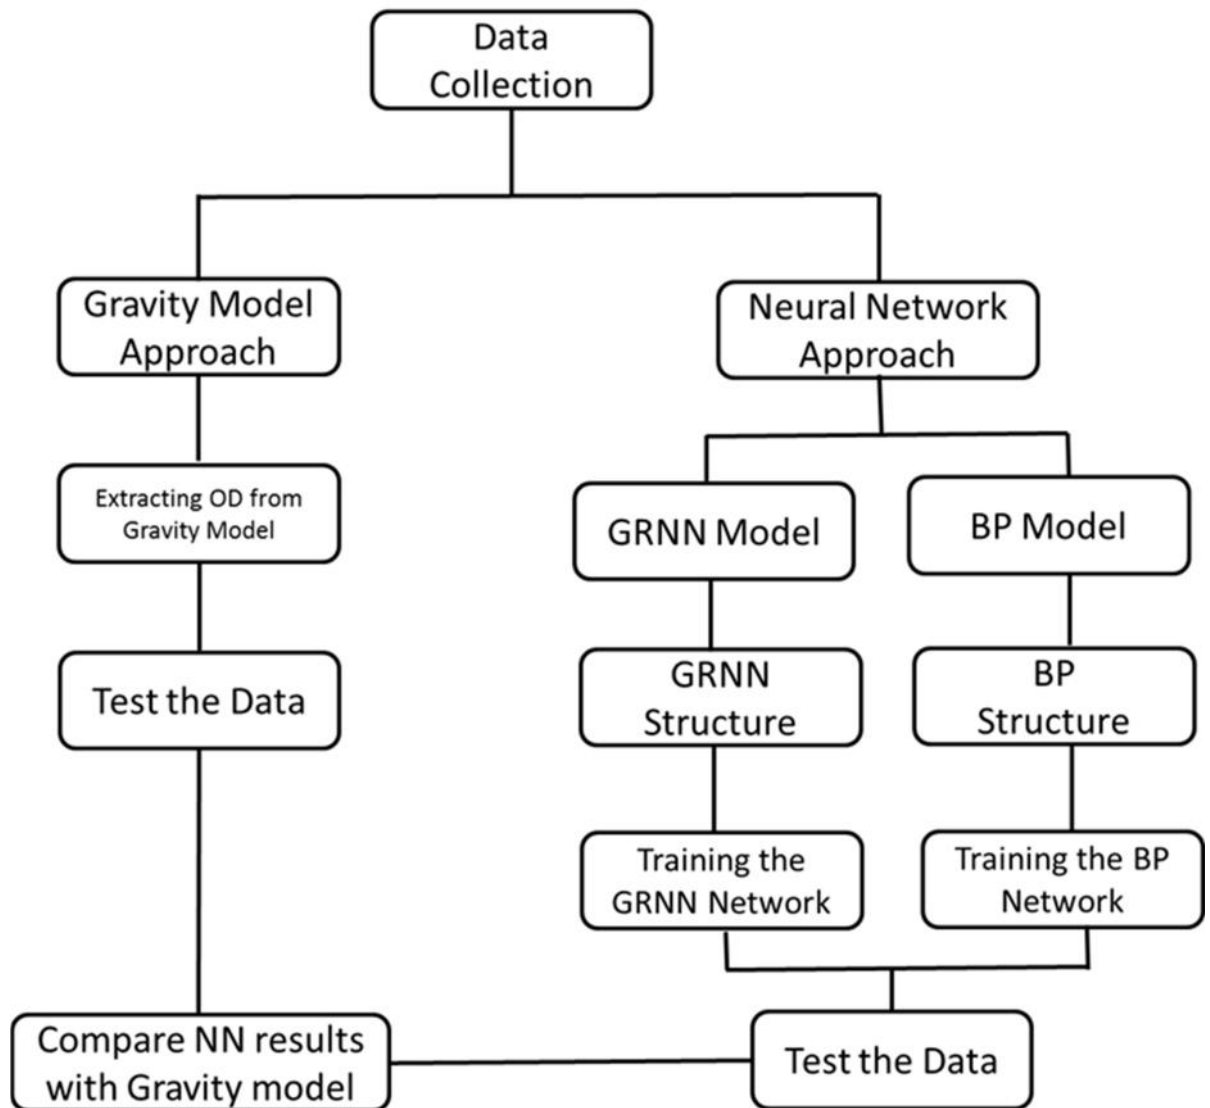 Data
Collection
Gravity Model
Approach
Neural Network
Approach
Extracting OD from
Gravity Model
GRNN Model
BP Model
Test the Data
GRNN
Structure
BP
Structure
Training the
GRNN Network
Training the BP
Network
Compare NN results
with Gravity model
Test the Data